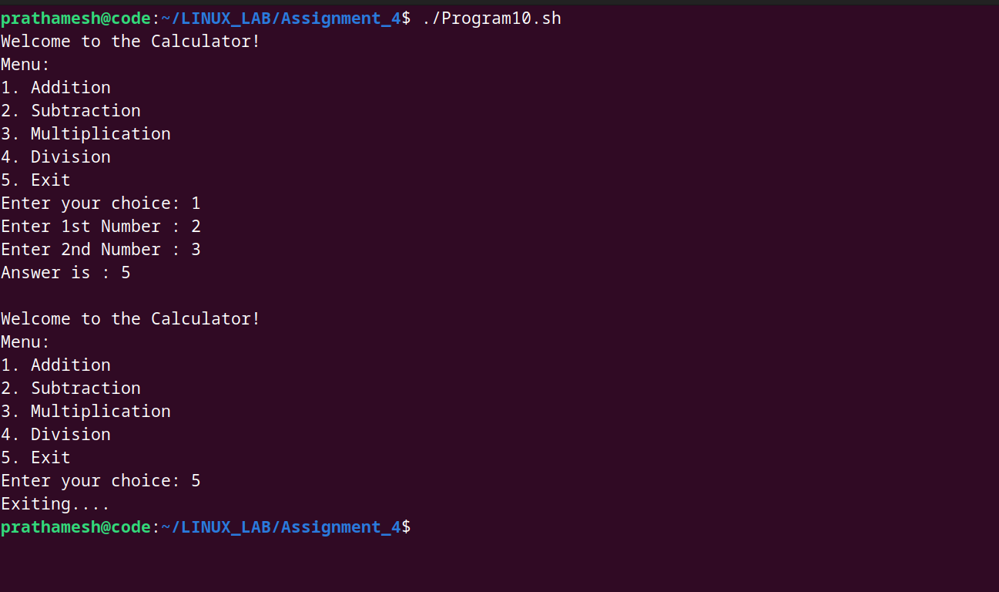 prathamesh@code:~/LINUX_LAB/Assignment_4$ ./Program10.sh
Welcome to the Calculator!
Menu:
1. Addition
2. Subtraction
3. Multiplication
4. Division
5. Exit
Enter your choice: 1
Enter 1st Number : 2
Enter 2nd Number : 3
Answer is : 5

Welcome to the Calculator!
Menu:
1. Addition
2. Subtraction
3. Multiplication
4. Division
5. Exit
Enter your choice: 5
Exiting....
prathamesh@code:~/LINUX_LAB/Assignment_4$